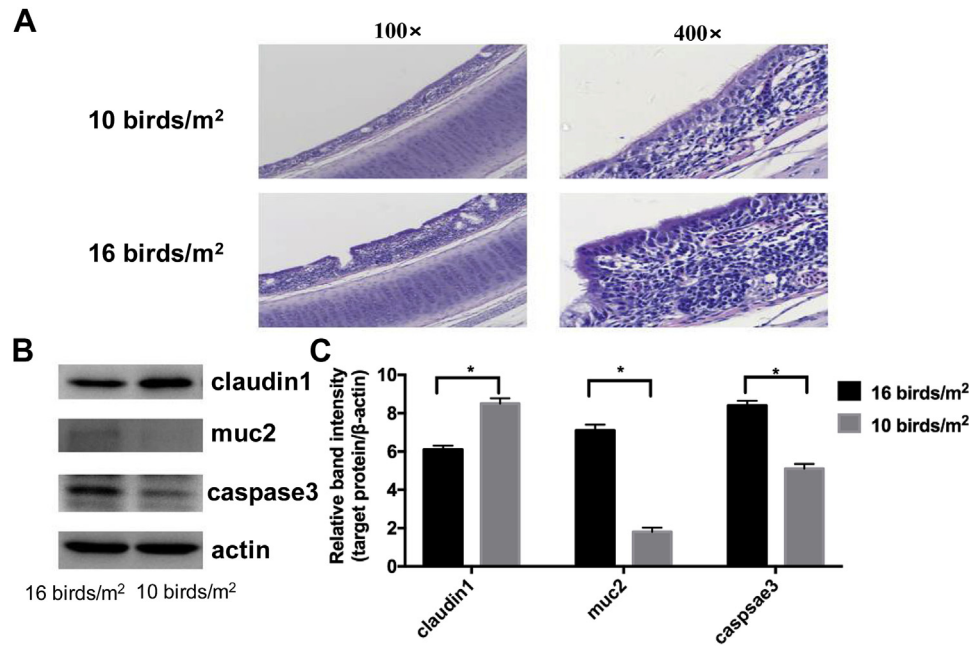 A
100×
400×
10 birds/m²
16 birds/m²
B
claudin1
muc2
caspase3
actin
16 birds/m²
10 birds/m²
C
Relative band intensity
(target protein/β-actin)
10
8
6
4
2
0
*
*
*
claudin1
muc2
caspsae3
16 birds/m²
10 birds/m²